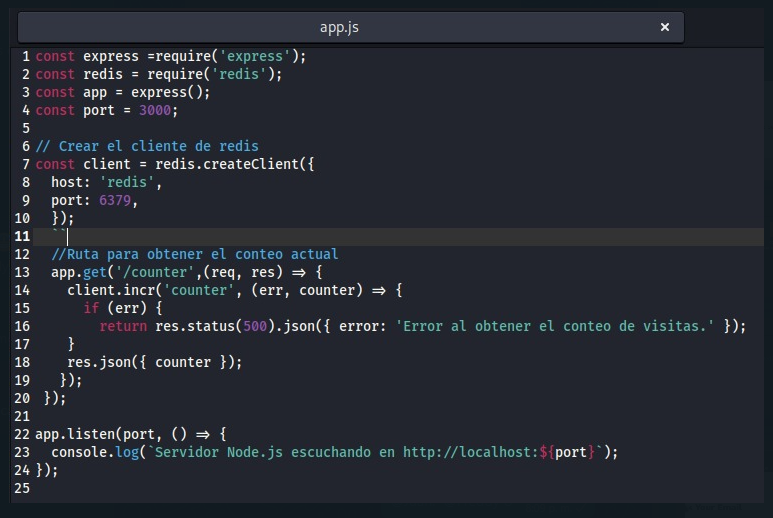 app.js ×
1 const express =require('express');
2 const redis = require('redis');
3 const app = express();
4 const port = 3000;
5
6 // Crear el cliente de redis
7 const client = redis.createClient({
8   host: 'redis',
9   port: 6379,
10   });
11   ``
12   //Ruta para obtener el conteo actual
13   app.get('/counter',(req, res) => {
14     client.incr('counter', (err, counter) => {
15       if (err) {
16         return res.status(500).json({ error: 'Error al obtener el conteo de visitas.' });
17     }
18     res.json({ counter });
19    });
20  });
21
22 app.listen(port, () => {
23   console.log(`Servidor Node.js escuchando en http://localhost:${port}`);
24 });
25